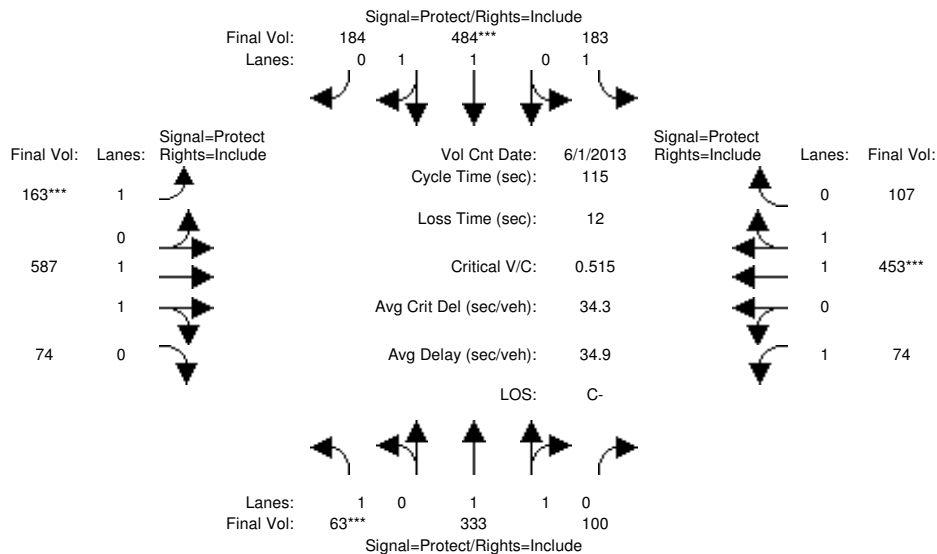 Signal=Protect/Rights=Include
Final Vol: 184 484*** 183
Lanes: 0 1 1 0 1
Signal=Protect Signal=Protect
Final Vol: Lanes: Rights=Include Vol Cnt Date: 6/1/2013 Rights=Include Lanes: Final Vol:
Cycle Time (sec): 115
163*** 1 0 107
Loss Time (sec): 12
0 1
587 1 Critical V/C: 0.515 1 453***
1 Avg Crit Del (sec/veh): 34.3 0
74 0 Avg Delay (sec/veh): 34.9 1 74
LOS: C-
Lanes: 1 0 1 1 0
Final Vol: 63*** 333 100
Signal=Protect/Rights=Include